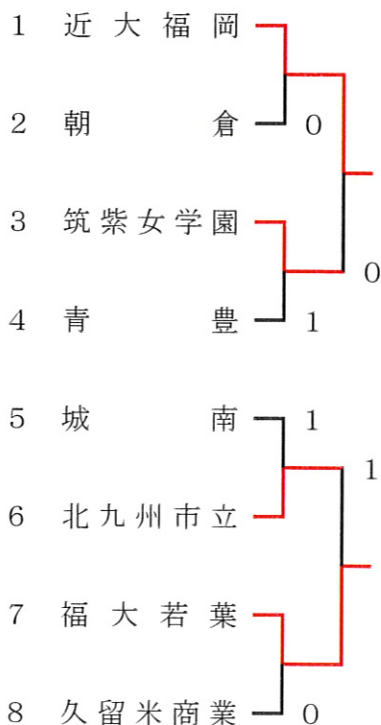 1 近大福岡
2 朝倉 0
3 筑紫女学園
0
4 青豊 1
5 城南 1
1
6 北九州市立
7 福大若葉
8 久留米商業 0